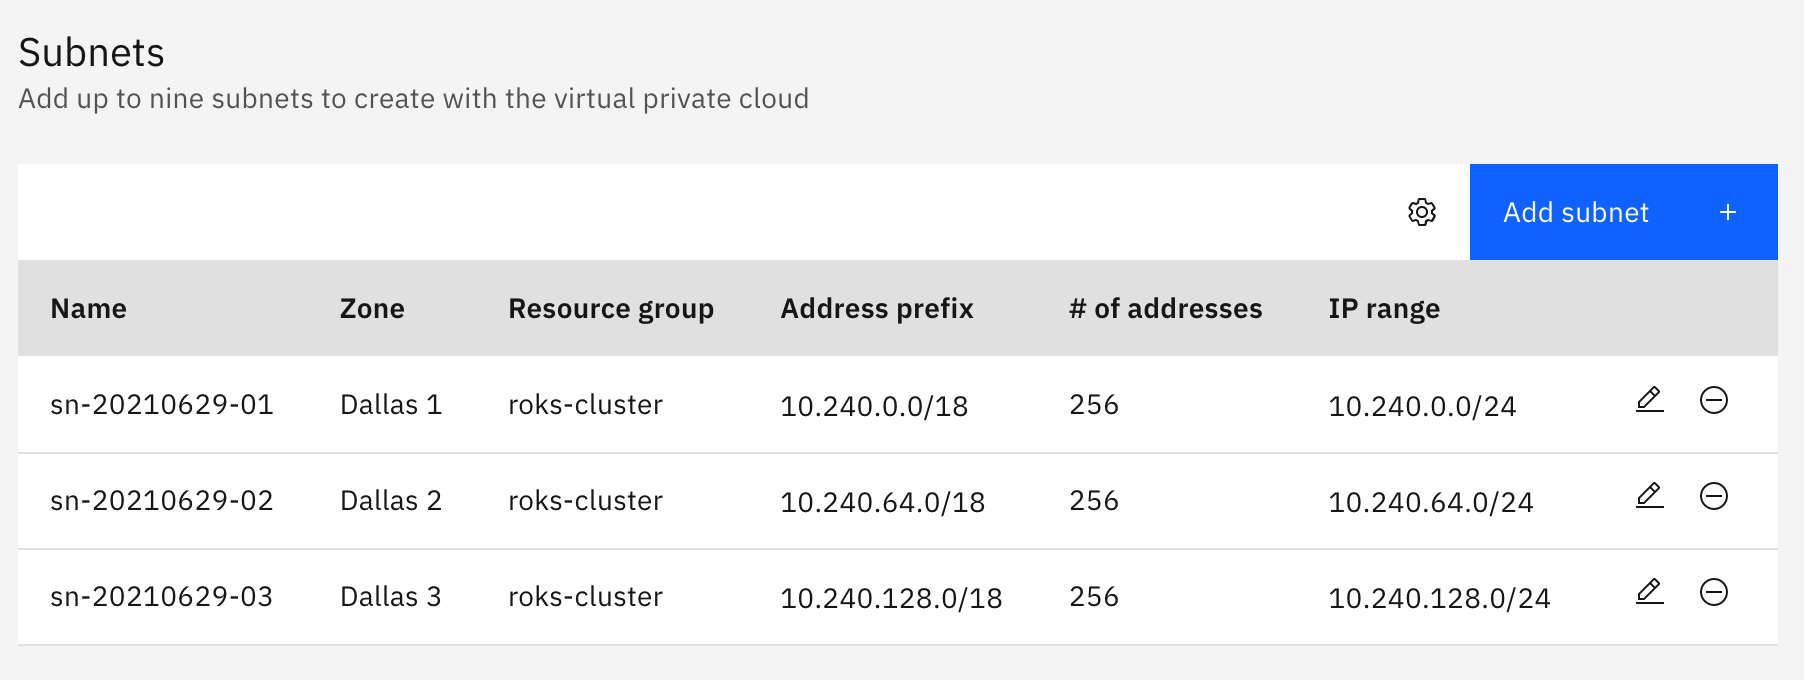 Subnets
Add up to nine subnets to create with the virtual private cloud
Add subnet +
Name Zone Resource group Address prefix # of addresses IP range
sn-20210629-01 Dallas 1 roks-cluster 10.240.0.0/18 256 10.240.0.0/24
sn-20210629-02 Dallas 2 roks-cluster 10.240.64.0/18 256 10.240.64.0/24
sn-20210629-03 Dallas 3 roks-cluster 10.240.128.0/18 256 10.240.128.0/24